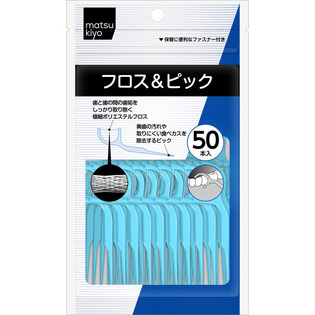 matsu
kiyo
▼保管に便利なファスナー付き
フロス&ピック
歯と歯の間の歯垢を
しっかり取り除く
極細ポリエステルフロス
奥歯の汚れや
取りにくい食べカスを
除去するピック
50
本入